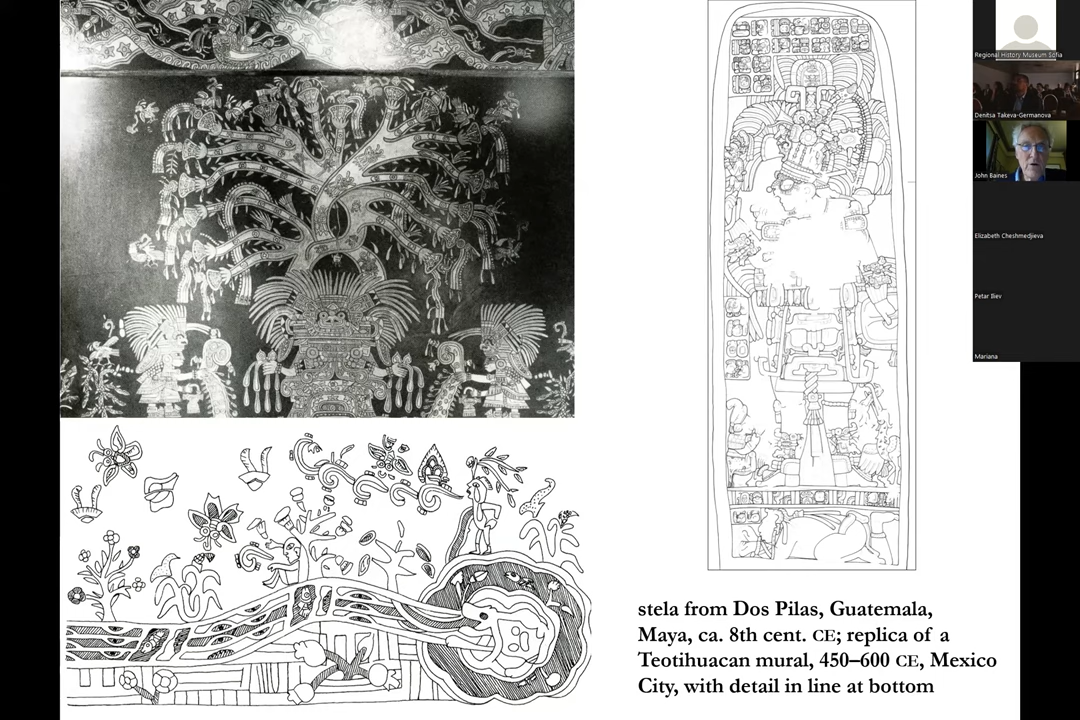 Regional History Museum Sofia
Denitsa Takeva-Germanova
John Baines
Elizabeth Cheshmedjieva
Petar Iliev
Mariana
stela from Dos Pilas, Guatemala,
Maya, ca. 8th cent. CE; replica of a
Teotihuacan mural, 450–600 CE, Mexico
City, with detail in line at bottom